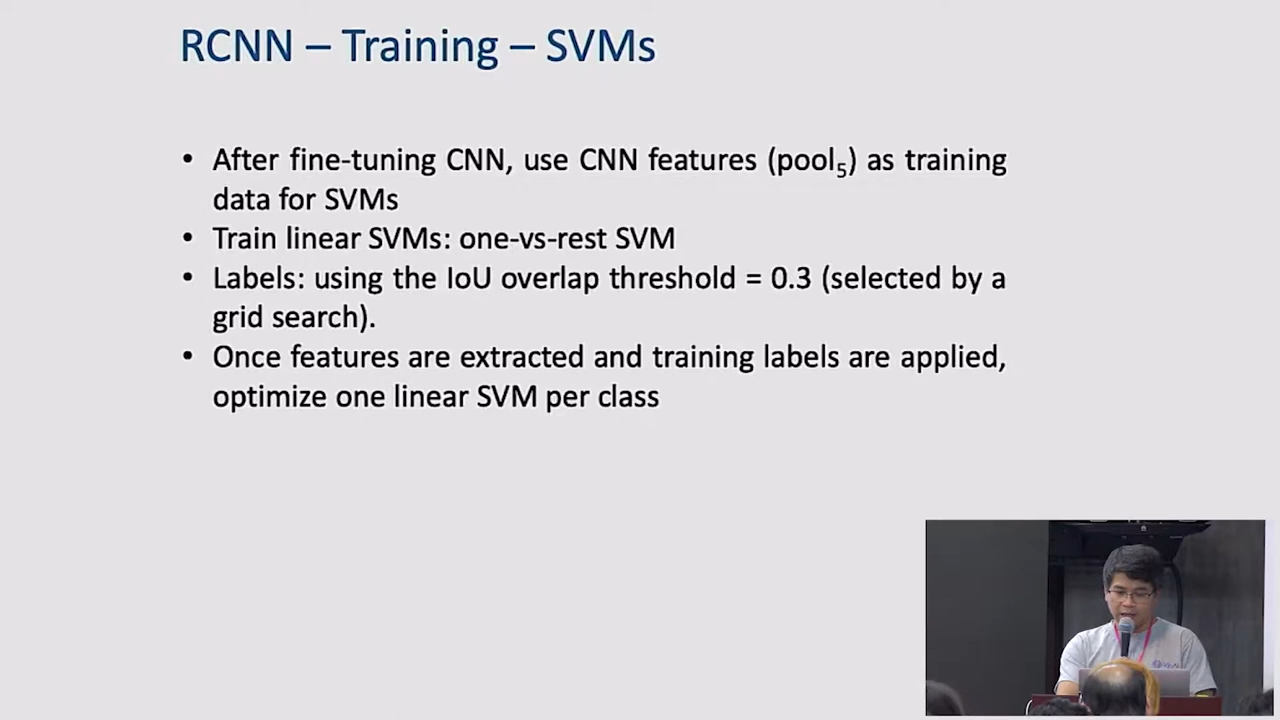 RCNN – Training – SVMs
• After fine-tuning CNN, use CNN features (pool₅) as training
data for SVMs
• Train linear SVMs: one-vs-rest SVM
• Labels: using the IoU overlap threshold = 0.3 (selected by a
grid search).
• Once features are extracted and training labels are applied,
optimize one linear SVM per class